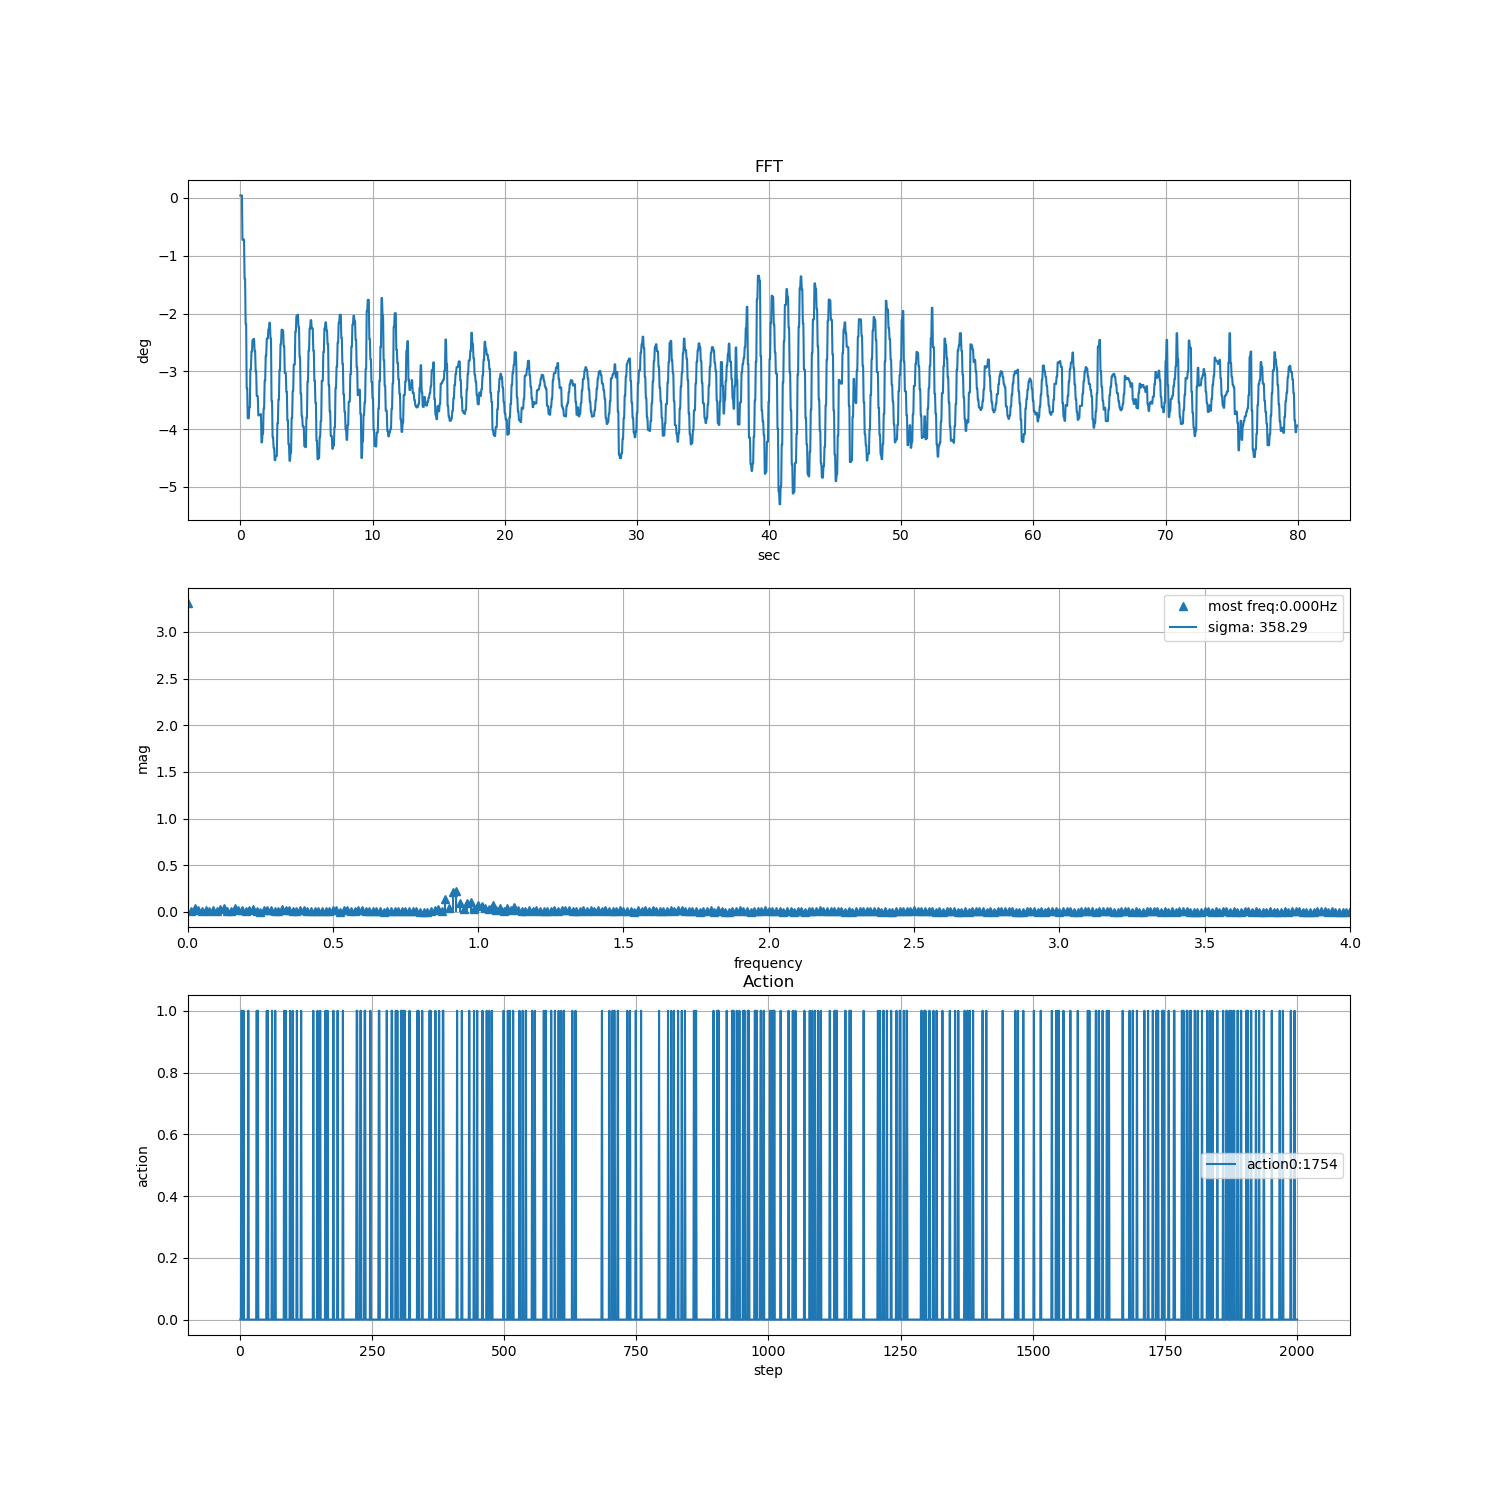 FFT
0
−1
−2
−3
−4
−5
deg
0 10 20 30 40 50 60 70 80
sec
most freq:0.000Hz
sigma: 358.29
3.0
2.5
2.0
1.5
1.0
0.5
0.0
mag
0.0 0.5 1.0 1.5 2.0 2.5 3.0 3.5 4.0
frequency
Action
1.0
0.8
0.6
0.4
0.2
0.0
action
action0:1754
0 250 500 750 1000 1250 1500 1750 2000
step